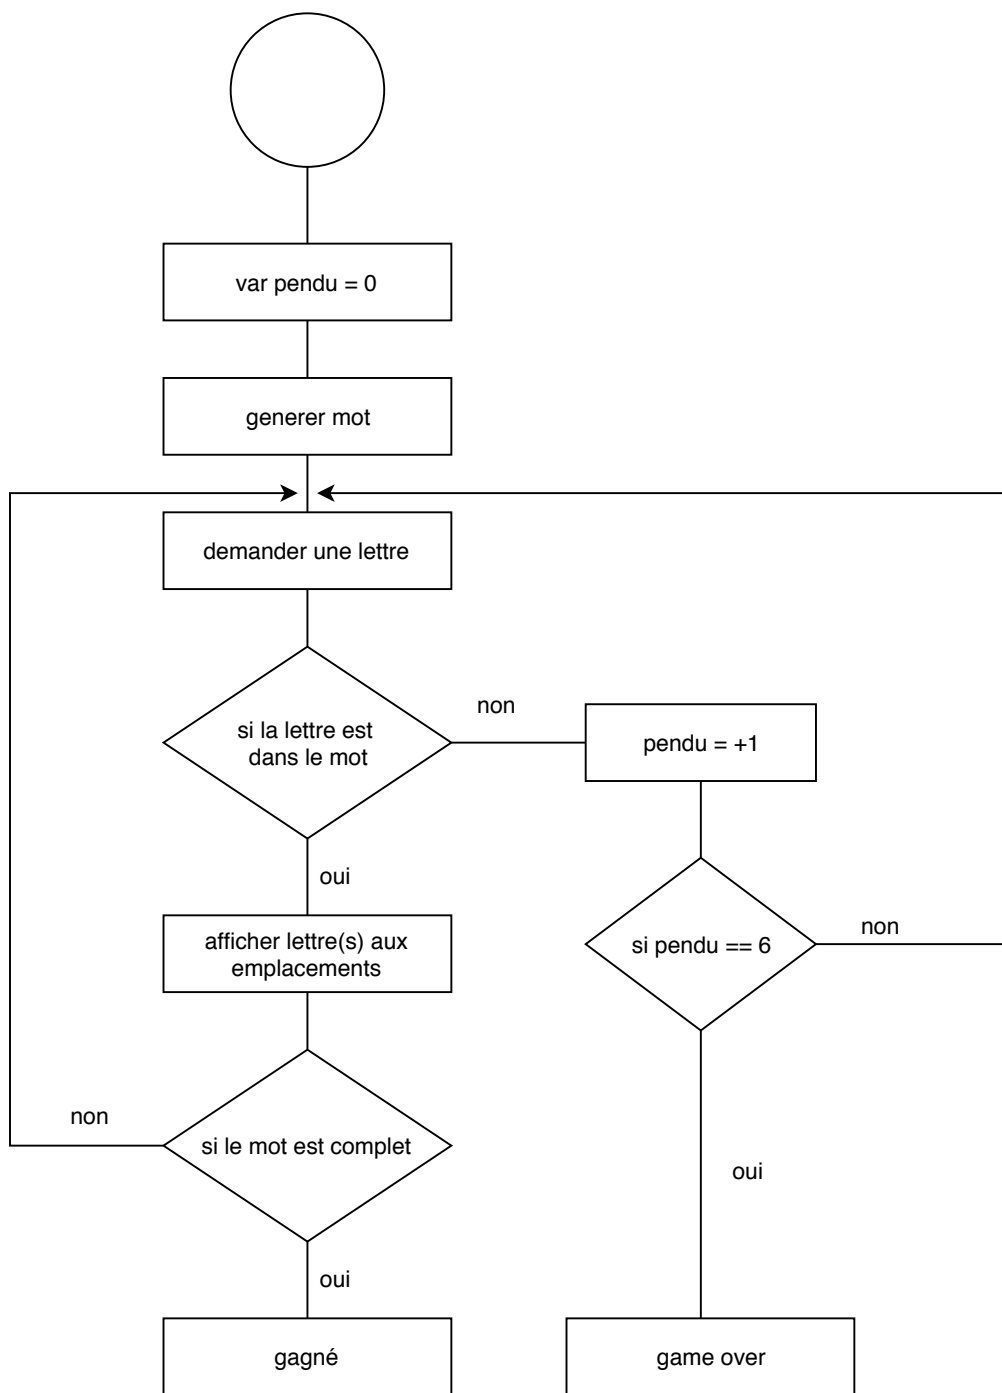 var pendu = 0
generer mot
demander une lettre
si la lettre est
dans le mot
non
pendu = +1
oui
afficher lettre(s) aux
emplacements
si pendu == 6
non
non
si le mot est complet
oui
oui
gagné
game over